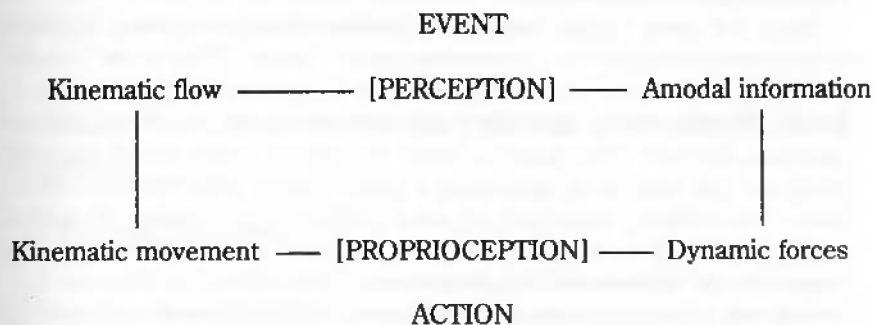 EVENT
Kinematic flow [PERCEPTION] Amodal information
Kinematic movement [PROPRIOCEPTION] Dynamic forces
ACTION